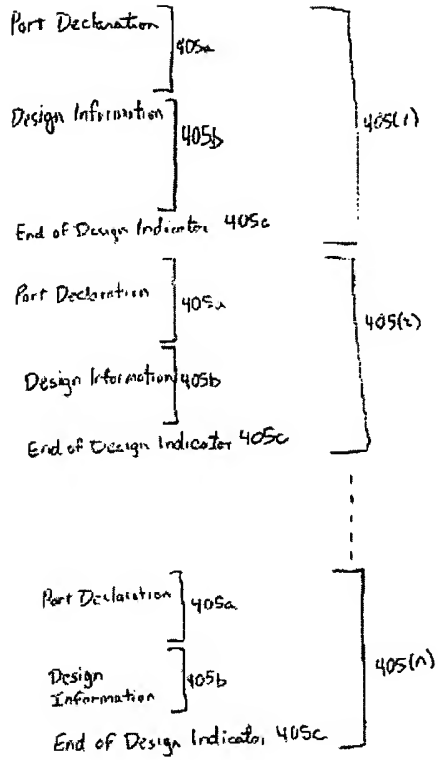 Port Declaration 405a
405(1)
Design Information 405b
End of Design Indicator 405c
Port Declaration 405a
405(2)
Design Information 405b
End of Design Indicator 405c
Port Declaration 405a
405(n)
Design
Information 405b
End of Design Indicator 405c